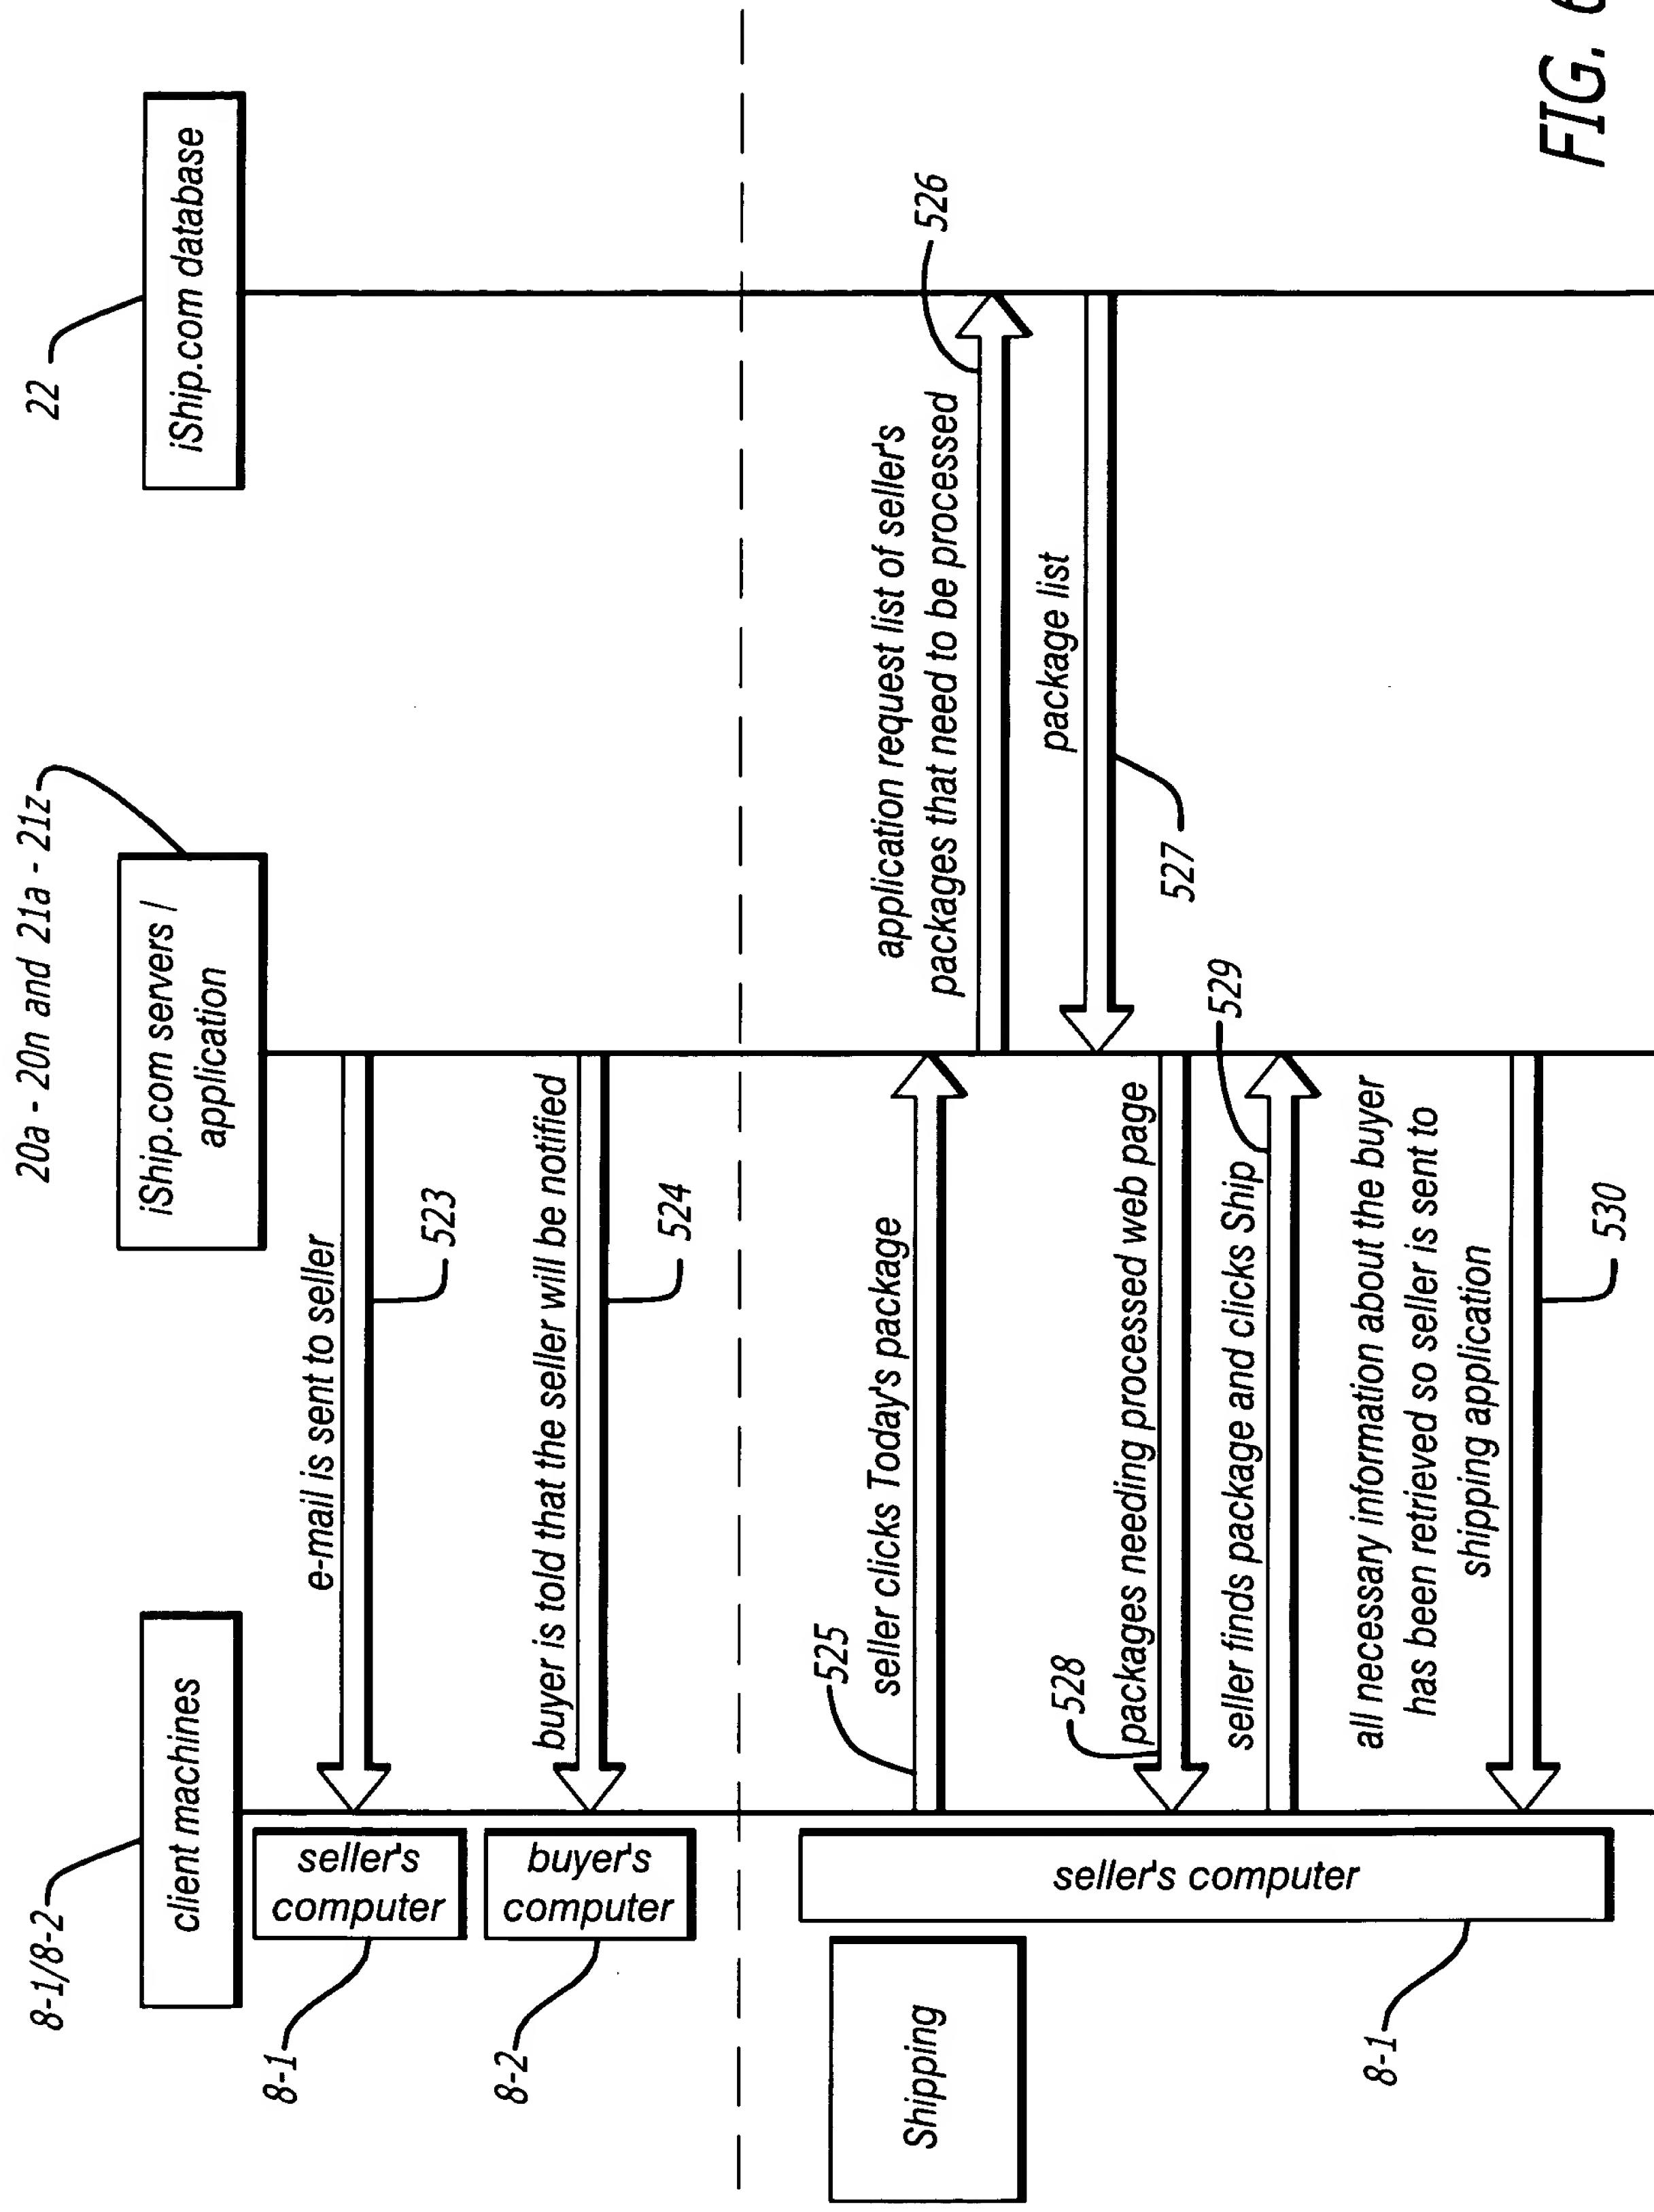 8-1/8-2
20a - 20n and 21a - 21z
22
client machines
iShip.com servers /
application
iShip.com database
8-1
seller's
computer
e-mail is sent to seller
523
8-2
buyer's
computer
buyer is told that the seller will be notified
524
Shipping
seller's computer
8-1
525
seller clicks Today's package
application request list of seller's
packages that need to be processed
526
package list
527
528
packages needing processed web page
seller finds package and clicks Ship
529
all necessary information about the buyer
has been retrieved so seller is sent to
shipping application
530
FIG.